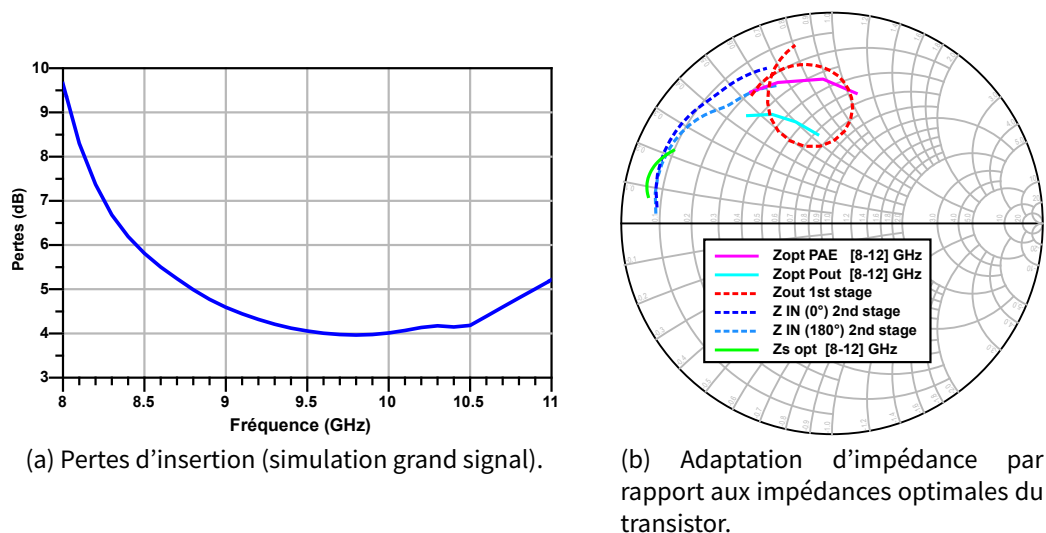 10
9
8
7
6
5
4
3
Pertes (dB)
8
8.5
9
9.5
10
10.5
11
Fréquence (GHz)
(a) Pertes d'insertion (simulation grand signal).
Zopt PAE [8-12] GHz
Zopt Pout [8-12] GHz
Zout 1st stage
Z IN (0°) 2nd stage
Z IN (180°) 2nd stage
Zs opt [8-12] GHz
(b) Adaptation d'impédance par
rapport aux impédances optimales du
transistor.